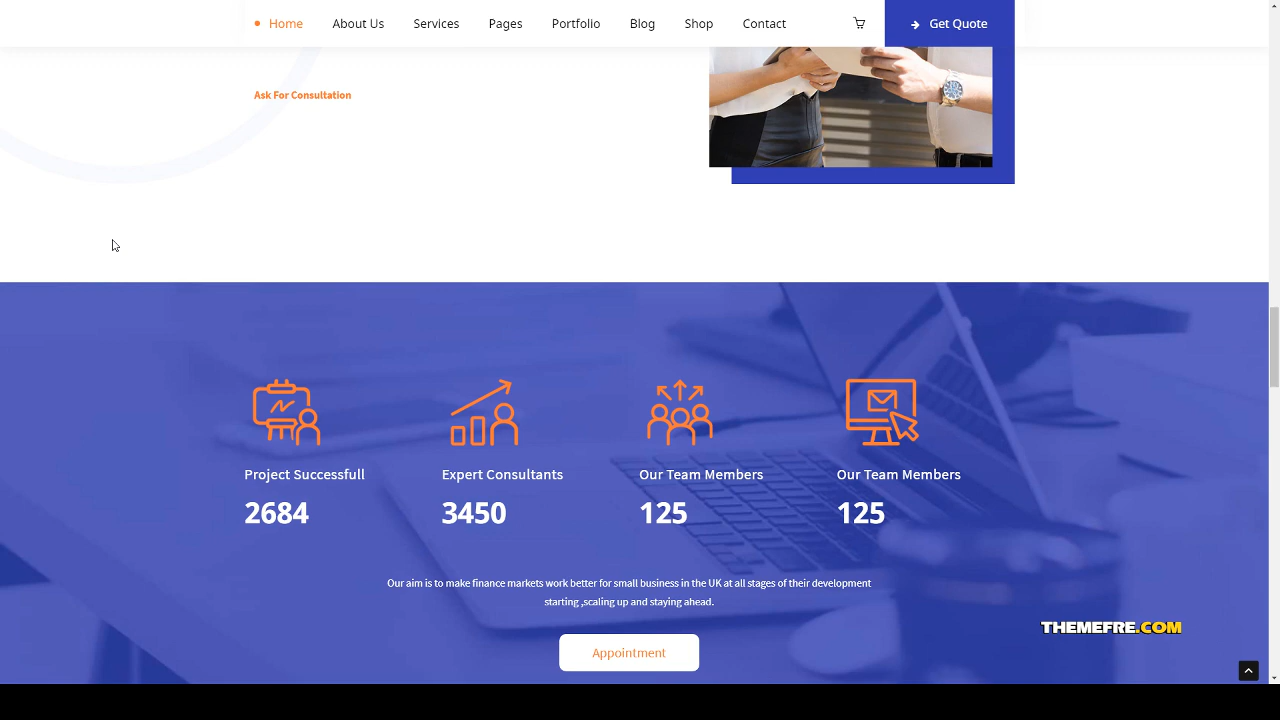 Home About Us Services Pages Portfolio Blog Shop Contact Get Quote
Ask For Consultation
Project Successfull Expert Consultants Our Team Members Our Team Members
2684 3450 125 125
Our aim is to make finance markets work better for small business in the UK at all stages of their development
starting ,scaling up and staying ahead.
THEMEFRE.COM
Appointment